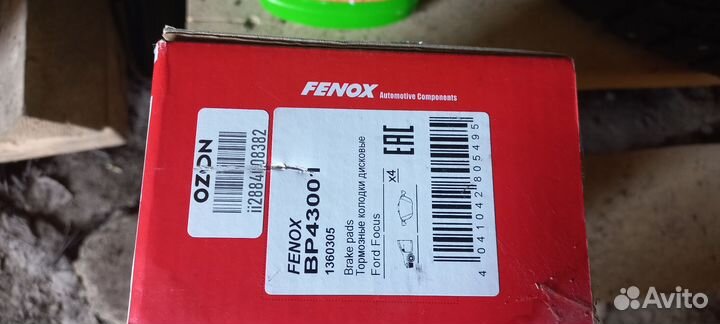 FENOX Automotive Components
OZON
FENOX
BP43001
1360305
Brake pads
Тормозные колодки дисковые
Ford Focus
x4
EAC
4 041042 805495
Avito